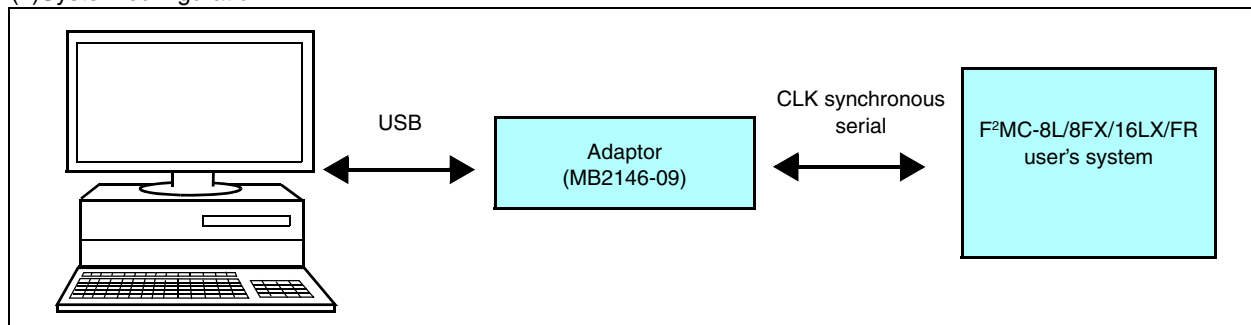 USB
Adaptor
(MB2146-09)
CLK synchronous
serial
F²MC-8L/8FX/16LX/FR
user's system